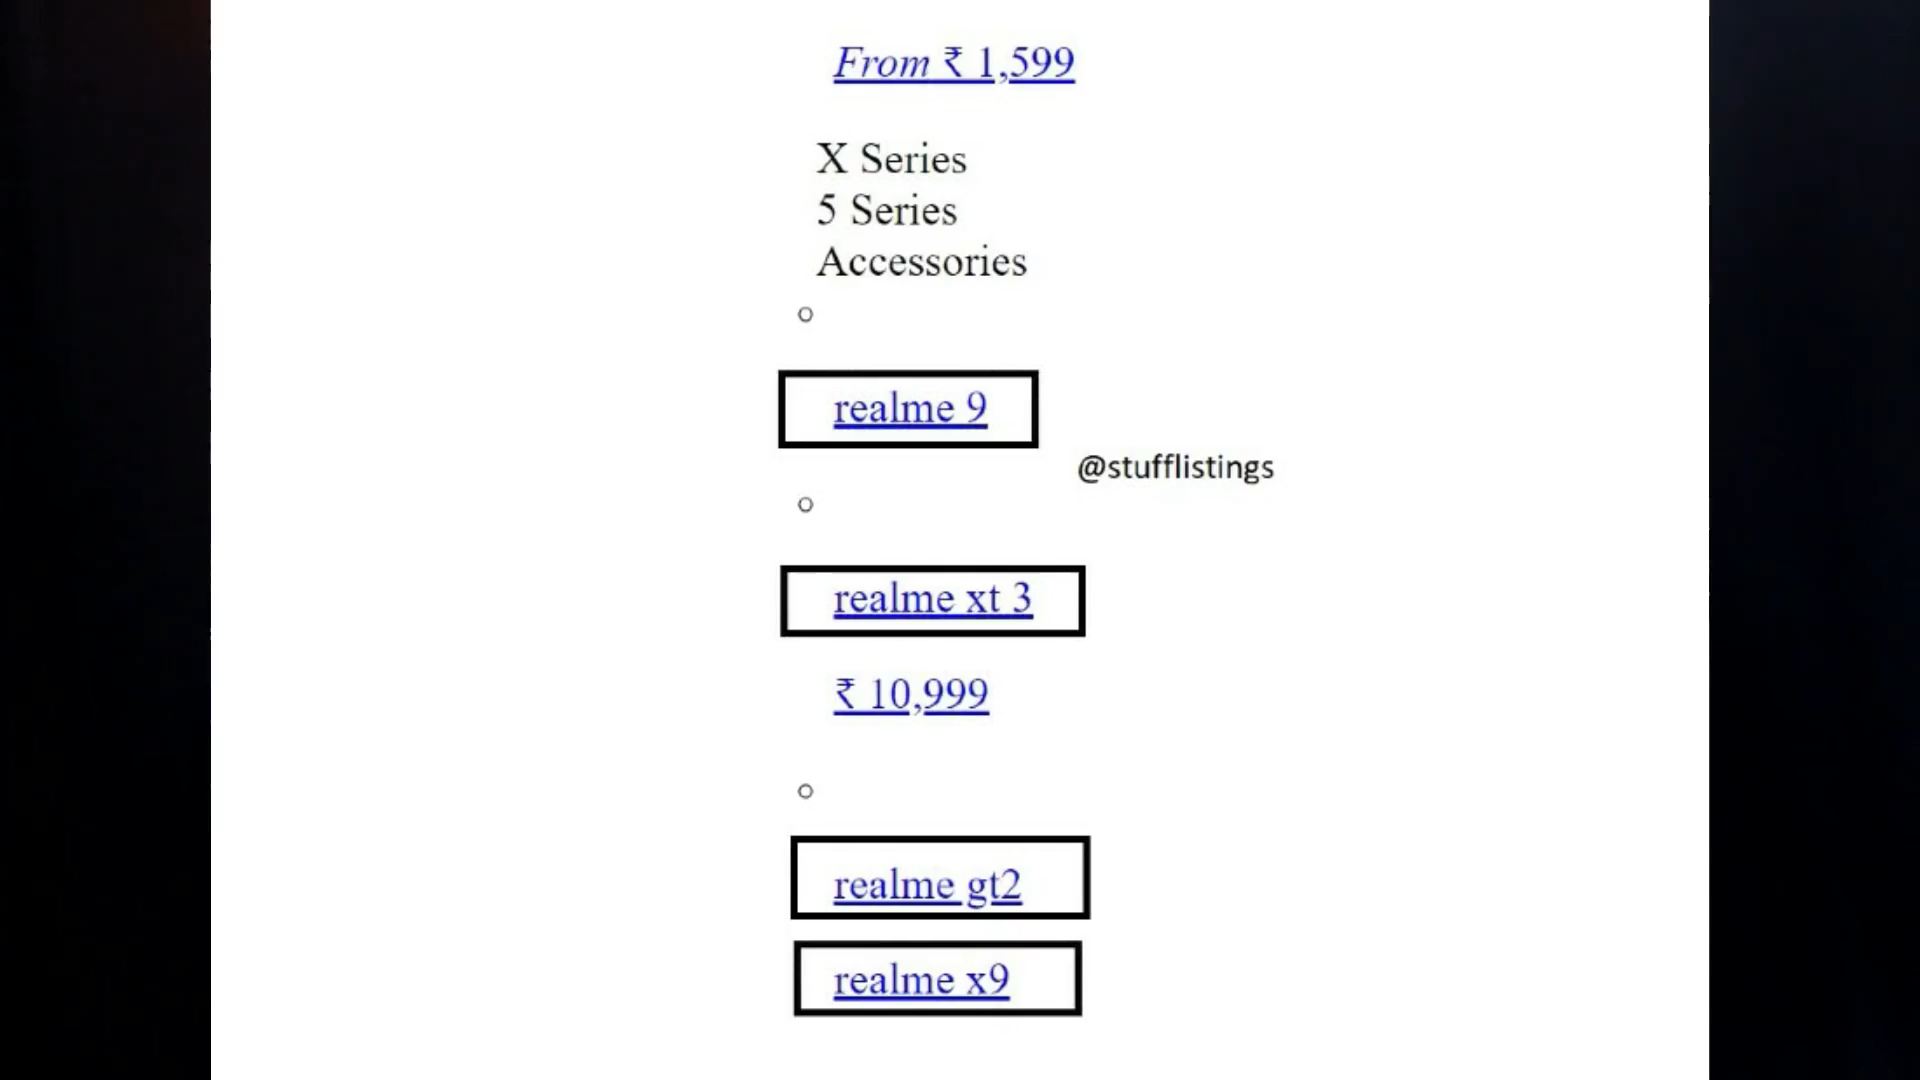 From ₹ 1,599
X Series
5 Series
Accessories
realme 9
@stufflistings
realme xt 3
₹ 10,999
realme gt2
realme x9